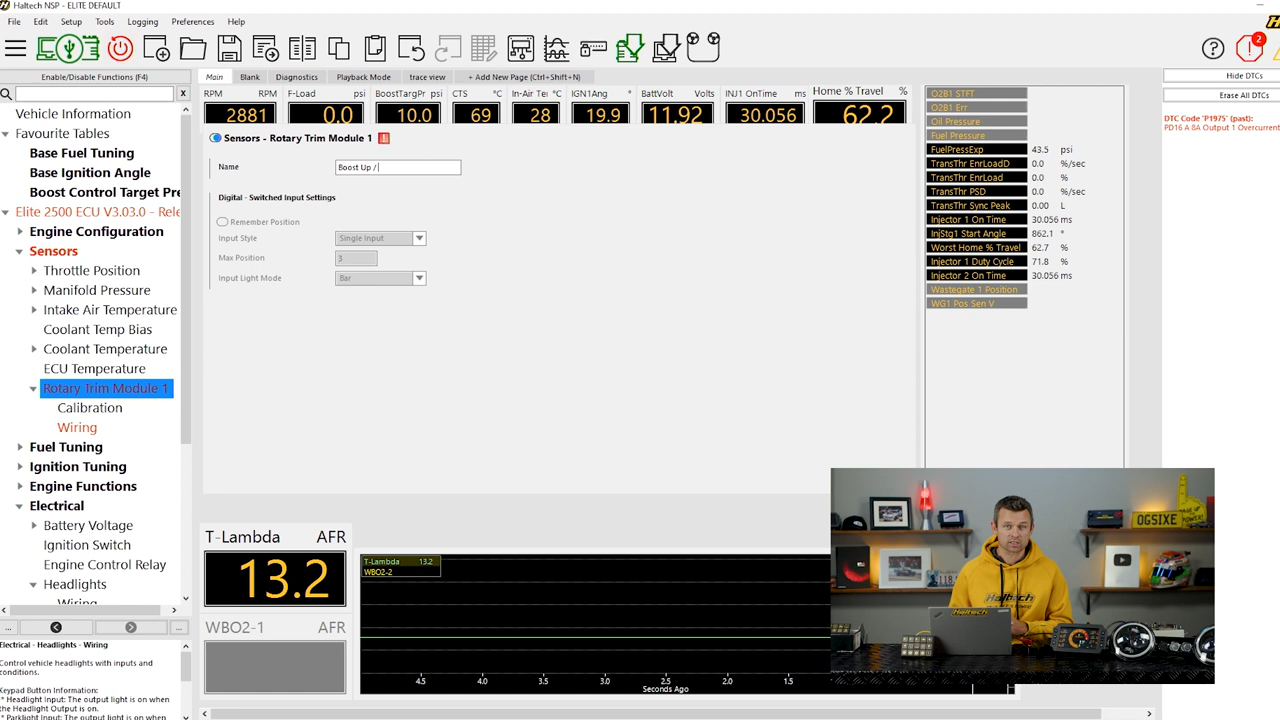 Haltech NSP - ELITE DEFAULT
File Edit Setup Tools Logging Preferences Help
2
Enable/Disable Functions (F4)
X
Vehicle Information
Favourite Tables
Base Fuel Tuning
Base Ignition Angle
Boost Control Target Pre
Elite 2500 ECU V3.03.0 - Rele
Engine Configuration
Sensors
Throttle Position
Manifold Pressure
Intake Air Temperature
Coolant Temp Bias
Coolant Temperature
ECU Temperature
Rotary Trim Module 1
Calibration
Wiring
Fuel Tuning
Ignition Tuning
Engine Functions
Electrical
Battery Voltage
Ignition Switch
Engine Control Relay
Headlights
Wiring
... ...
Electrical - Headlights - Wiring
Control vehicle headlights with inputs and
conditions.
Keypad Button Information:
* Headlight Input: The output light is on when
the Headlight Output is on.
* Parklight Input: The output light is on when
Main Blank Diagnostics Playback Mode trace view + Add New Page (Ctrl+Shift+N)
RPM RPM F-Load psi BoostTargPr psi CTS °C In-Air Ter °C IGN1Ang ° BattVolt Volts INJ1 OnTime ms Home % Travel %
2881 0.0 10.0 69 28 19.9 11.92 30.056 62.2
Sensors - Rotary Trim Module 1
Name Boost Up /
Digital - Switched Input Settings
Remember Position
Input Style Single Input
Max Position 3
Input Light Mode Bar
O2B1 STFT
O2B1 Err
Oil Pressure
Fuel Pressure
FuelPressExp 43.5 psi
TransThr EnrLoadD 0.0 %/sec
TransThr EnrLoad 0.0 %
TransThr PSD 0.0 %/sec
TransThr Sync Peak 0.00 L
Injector 1 On Time 30.056 ms
InjStg1 Start Angle 862.1 °
Worst Home % Travel 62.7 %
Injector 1 Duty Cycle 71.8 %
Injector 2 On Time 30.056 ms
Wastegate 1 Position
WG1 Pos Sen V
Hide DTCs
Erase All DTCs
DTC Code 'P1975' (past):
PD16 A 8A Output 1 Overcurrent
T-Lambda AFR
13.2
WBO2-1 AFR
T-Lambda 13.2
WBO2-2
4.5 4.0 3.5 3.0 2.5 2.0 1.5
Seconds Ago
OGSIXE
Haltech
Haltech